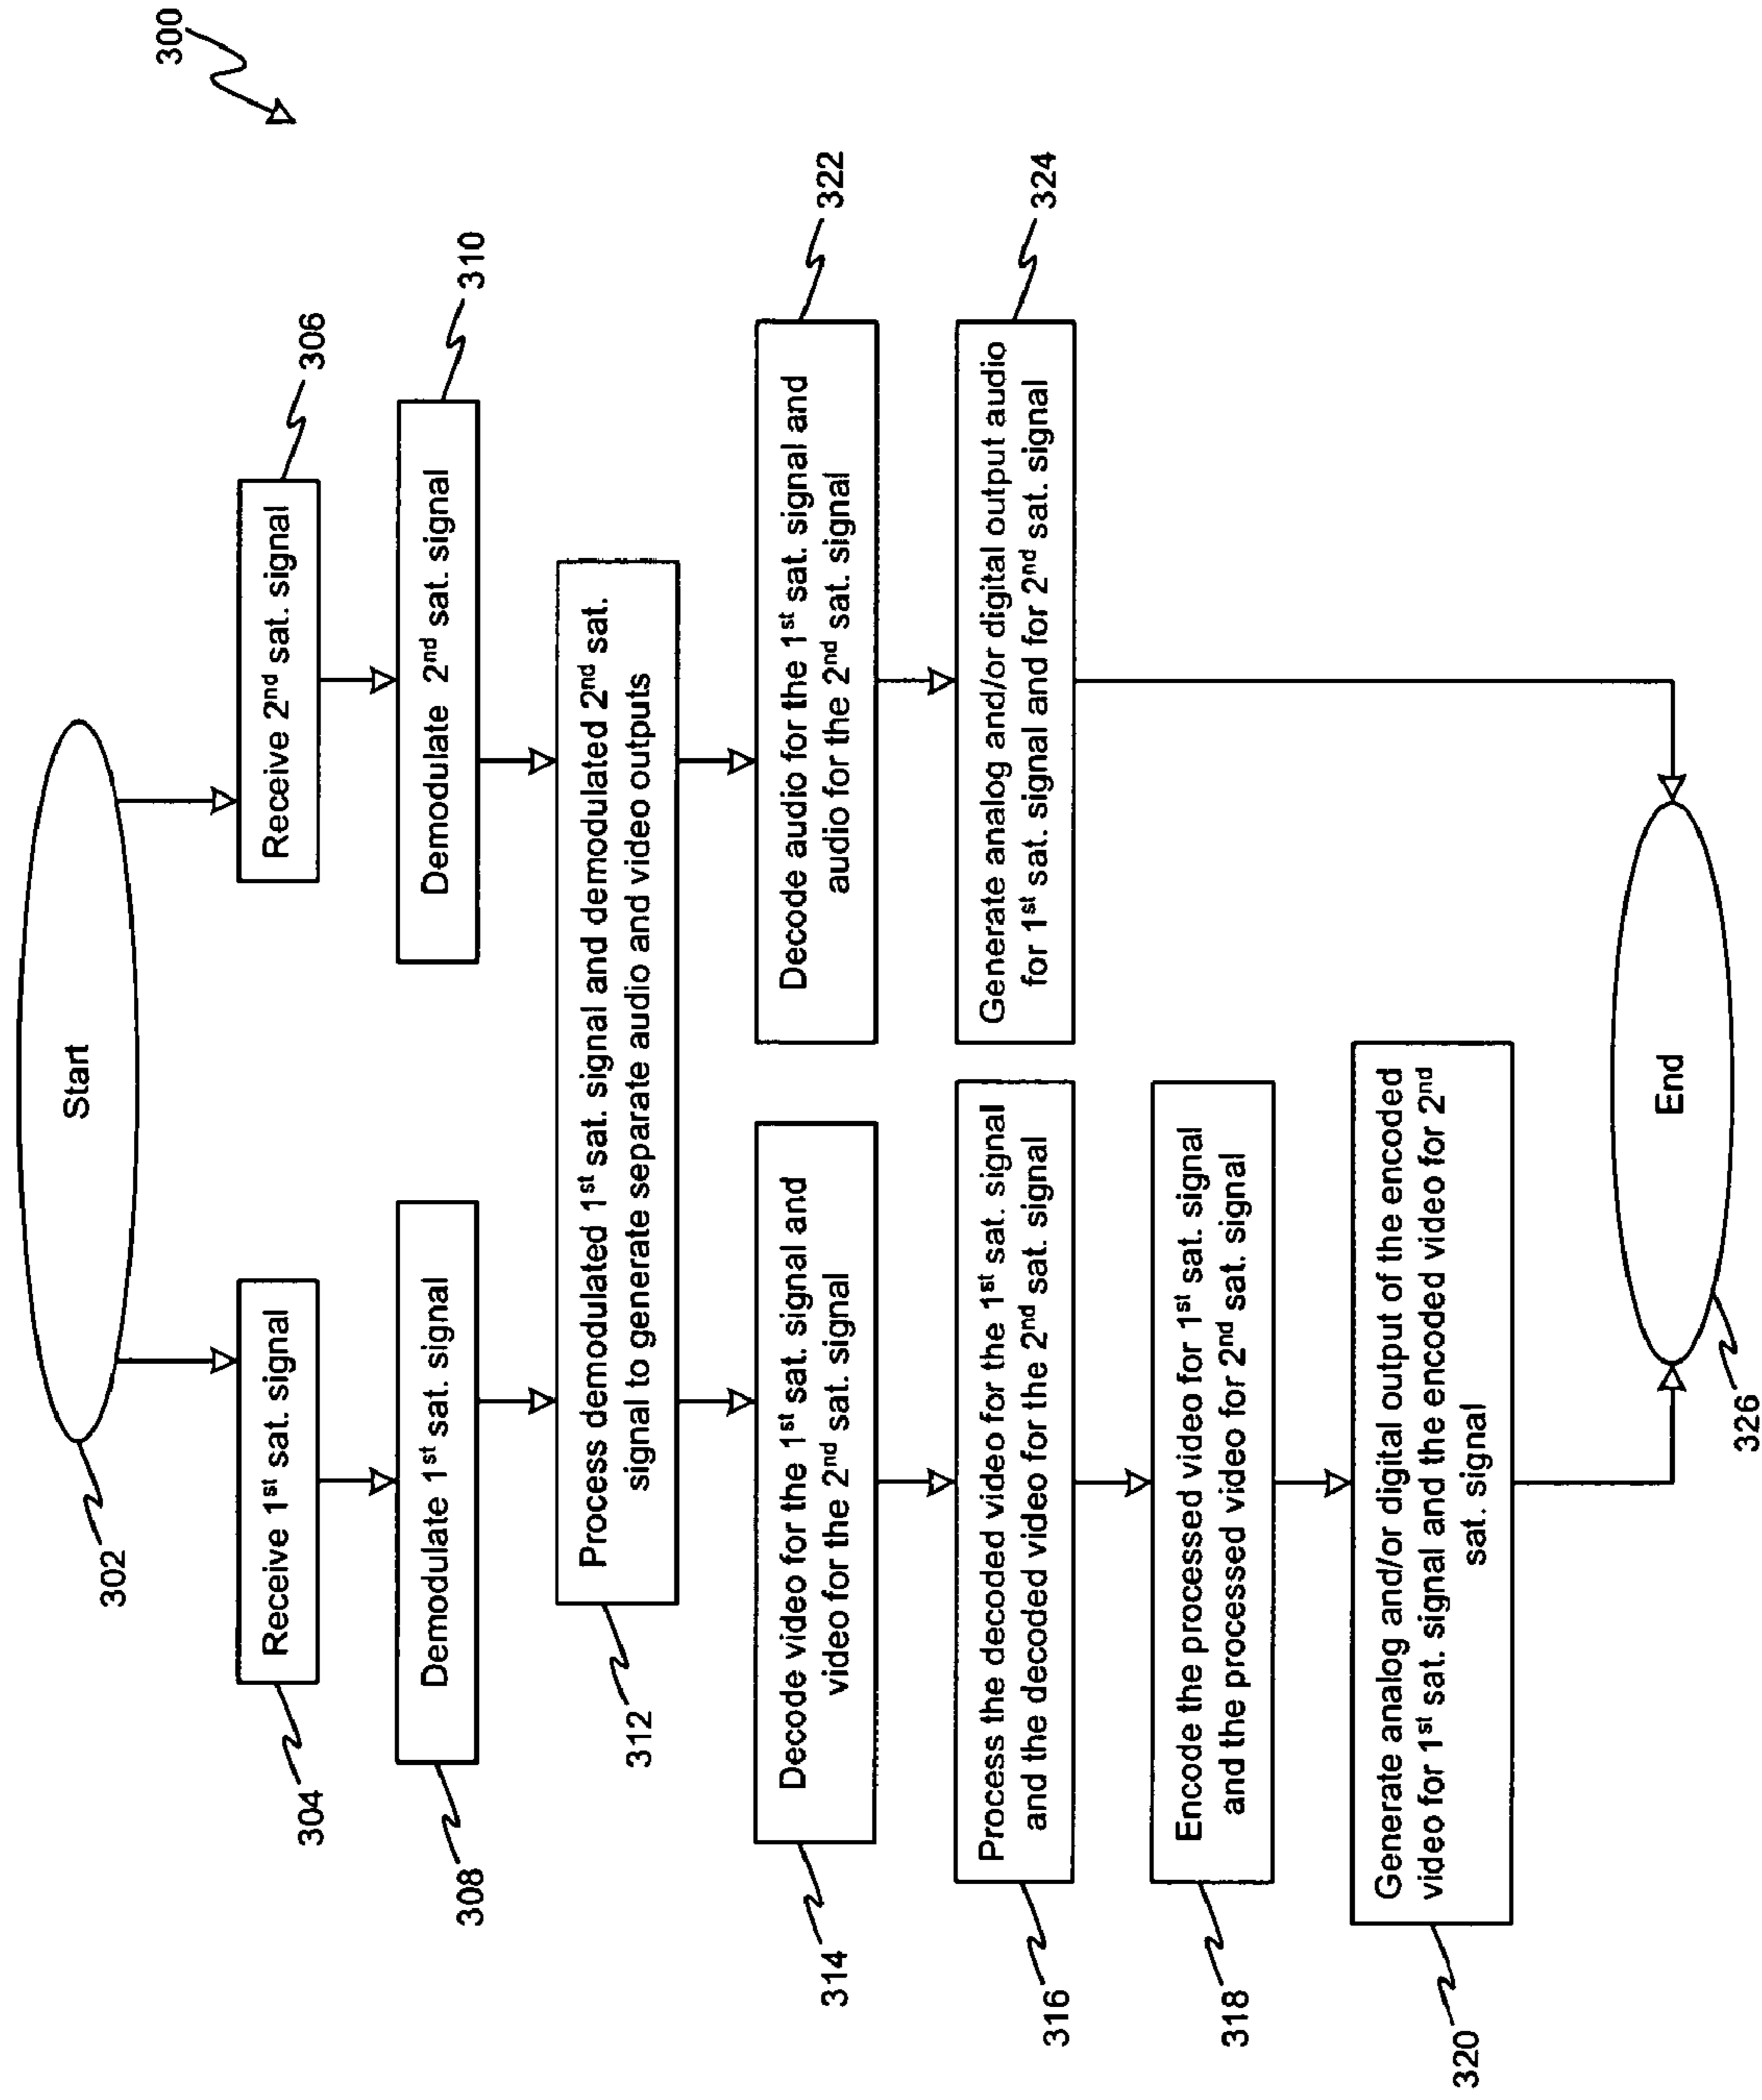 300
Start
302
Receive 1st sat. signal
304
Receive 2nd sat. signal
306
Demodulate 1st sat. signal
308
Demodulate 2nd sat. signal
310
Process demodulated 1st sat. signal and demodulated 2nd sat.
signal to generate separate audio and video outputs
312
Decode video for the 1st sat. signal and
video for the 2nd sat. signal
314
Decode audio for the 1st sat. signal and
audio for the 2nd sat. signal
322
Process the decoded video for the 1st sat. signal
and the decoded video for the 2nd sat. signal
316
Generate analog and/or digital output audio
for 1st sat. signal and for 2nd sat. signal
324
Encode the processed video for 1st sat. signal
and the processed video for 2nd sat. signal
318
Generate analog and/or digital output of the encoded
video for 1st sat. signal and the encoded video for 2nd
sat. signal
320
End
326